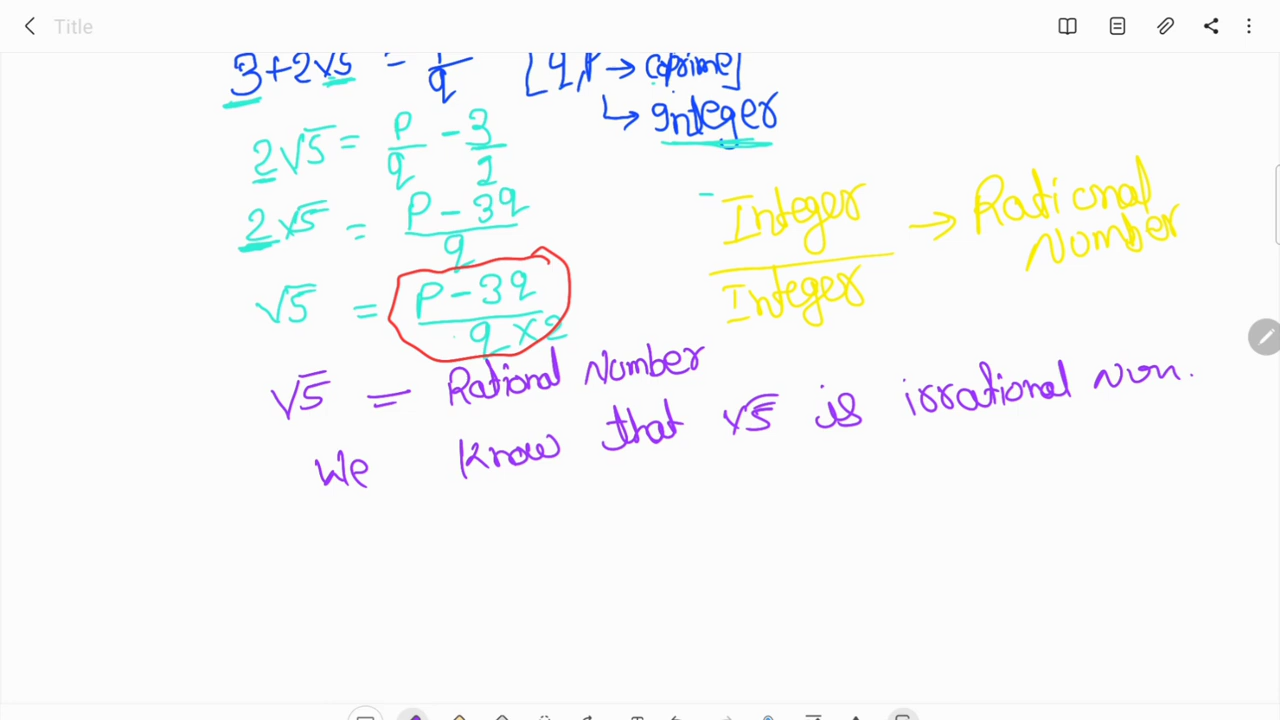 Title
3+2√5 = p/q [q,p → coprime]
↳ Integer
2√5 = P/q - 3/2
2√5 = P-3q/q
√5 = P-3q/q×2
Integer/Integer → Rational Number
√5 = Rational Number
We know that √5 is irrational Num.